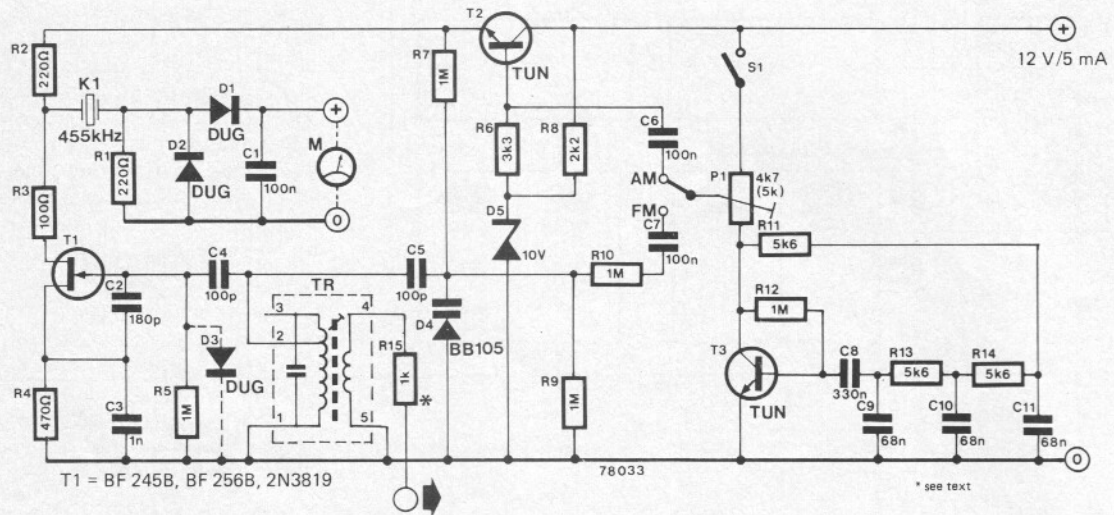 T2
TUN
+
12 V/5 mA
R2
220Ω
K1
455kHz
D1
DUG
D2
DUG
R1
220Ω
C1
100n
M
+
0
R3
100Ω
R7
1M
R6
3k3
R8
2k2
S1
C6
100n
AM
FM
C7
100n
P1
4k7
(5k)
R11
5k6
D5
10V
T1
C2
180p
C4
100p
C5
100p
TR
3
2
1
4
5
R10
1M
R12
1M
D4
BB105
D3
DUG
R15
1k
*
R4
470Ω
C3
1n
R5
1M
R9
1M
T3
TUN
C8
330n
R13
5k6
R14
5k6
C9
68n
C10
68n
C11
68n
0
T1 = BF 245B, BF 256B, 2N3819
78033
* see text